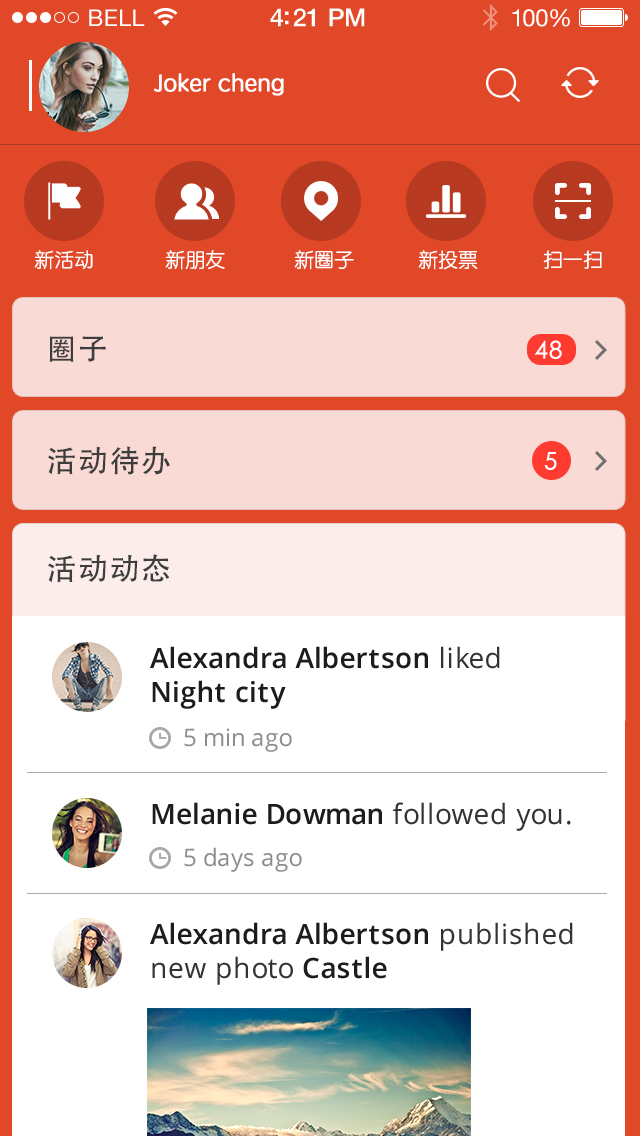 BELL 4:21 PM 100%
Joker cheng
新活动 新朋友 新圈子 新投票 扫一扫
圈子 48
活动待办 5
活动动态
Alexandra Albertson liked
Night city
5 min ago
Melanie Dowman followed you.
5 days ago
Alexandra Albertson published
new photo Castle